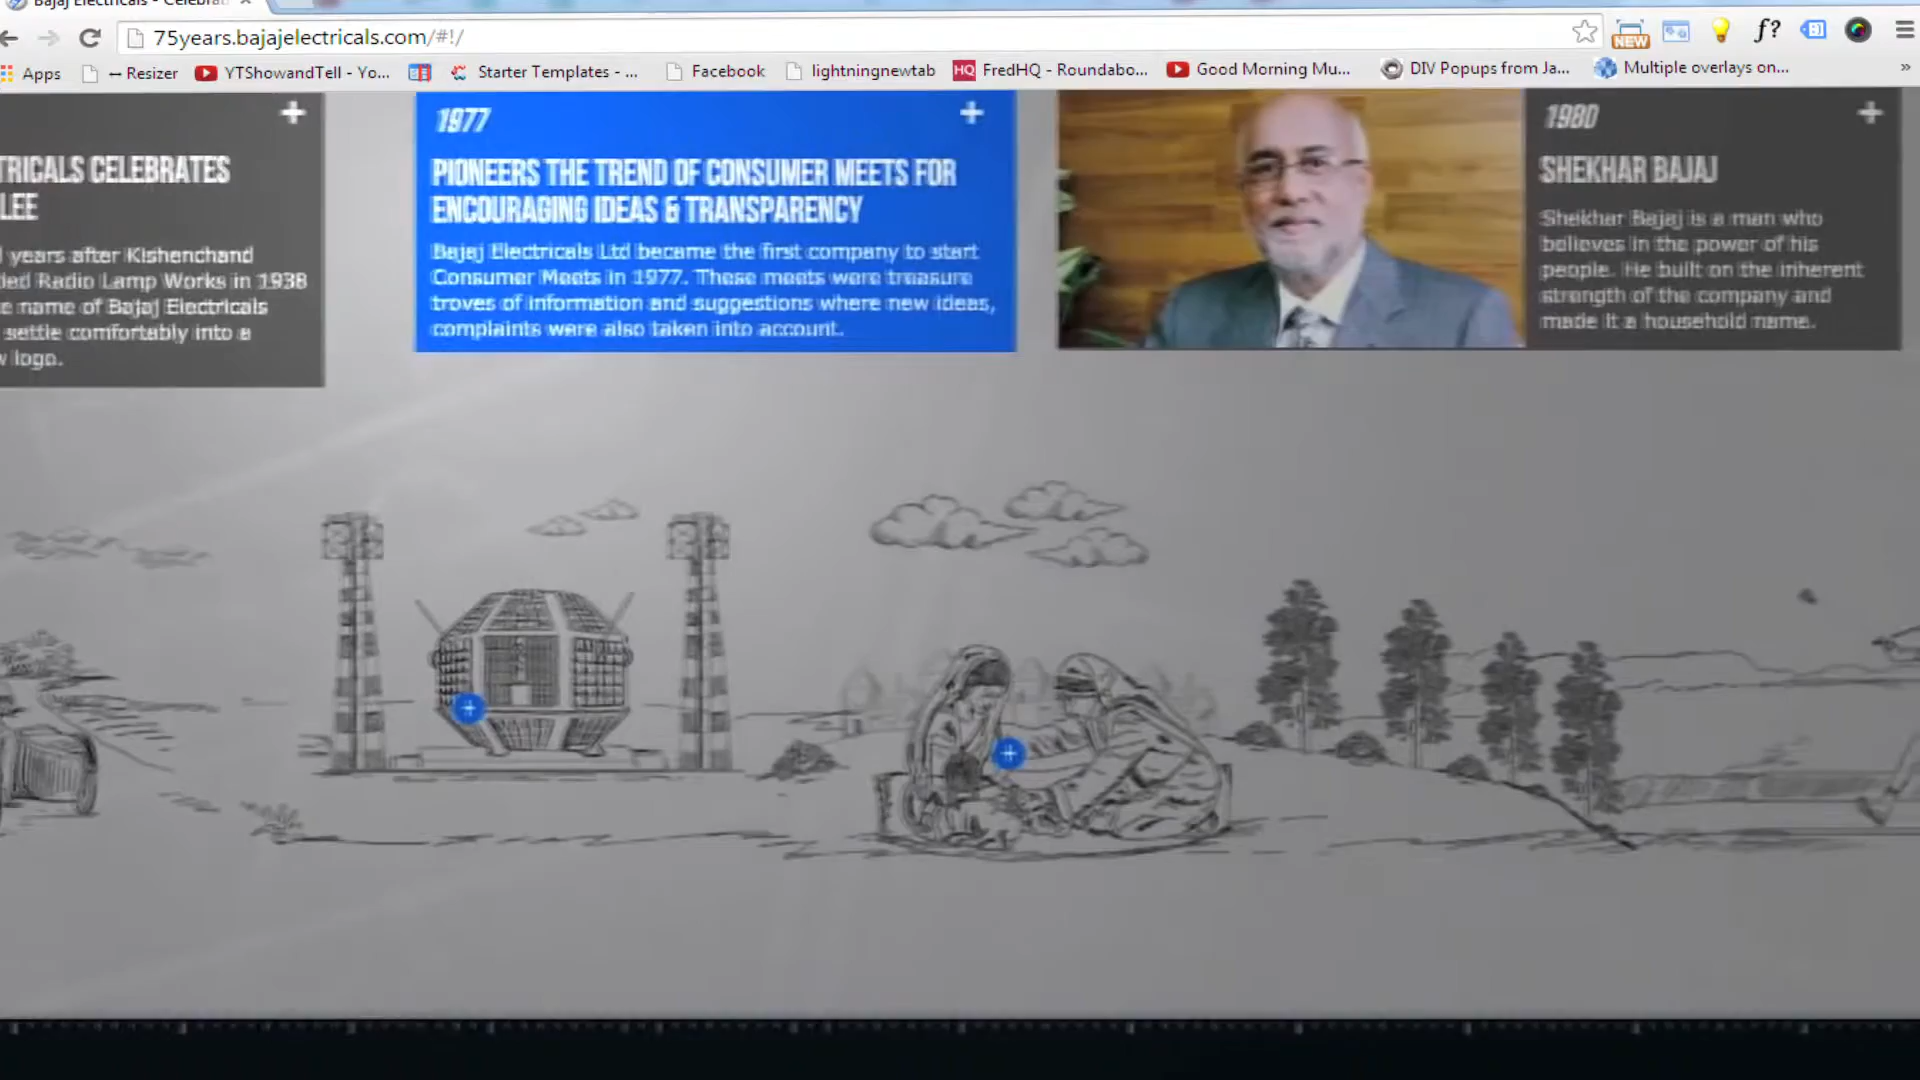 Bajaj Electricals - Celebrat
75years.bajajelectricals.com/#!/
NEW
f?
Apps
↔ Resizer
YTShowandTell - Yo...
Starter Templates - ...
Facebook
lightningnewtab
HQ FredHQ - Roundabo...
Good Morning Mu...
DIV Popups from Ja...
Multiple overlays on...
»
TRICALS CELEBRATES
LEE
years after Kishenchand
ded Radio Lamp Works in 1938
e name of Bajaj Electricals
settle comfortably into a
w logo.
1977
PIONEERS THE TREND OF CONSUMER MEETS FOR
ENCOURAGING IDEAS & TRANSPARENCY
Bajaj Electricals Ltd became the first company to start
Consumer Meets in 1977. These meets were treasure
troves of information and suggestions where new ideas,
complaints were also taken into account.
1980
SHEKHAR BAJAJ
Shekhar Bajaj is a man who
believes in the power of his
people. He built on the inherent
strength of the company and
made it a household name.